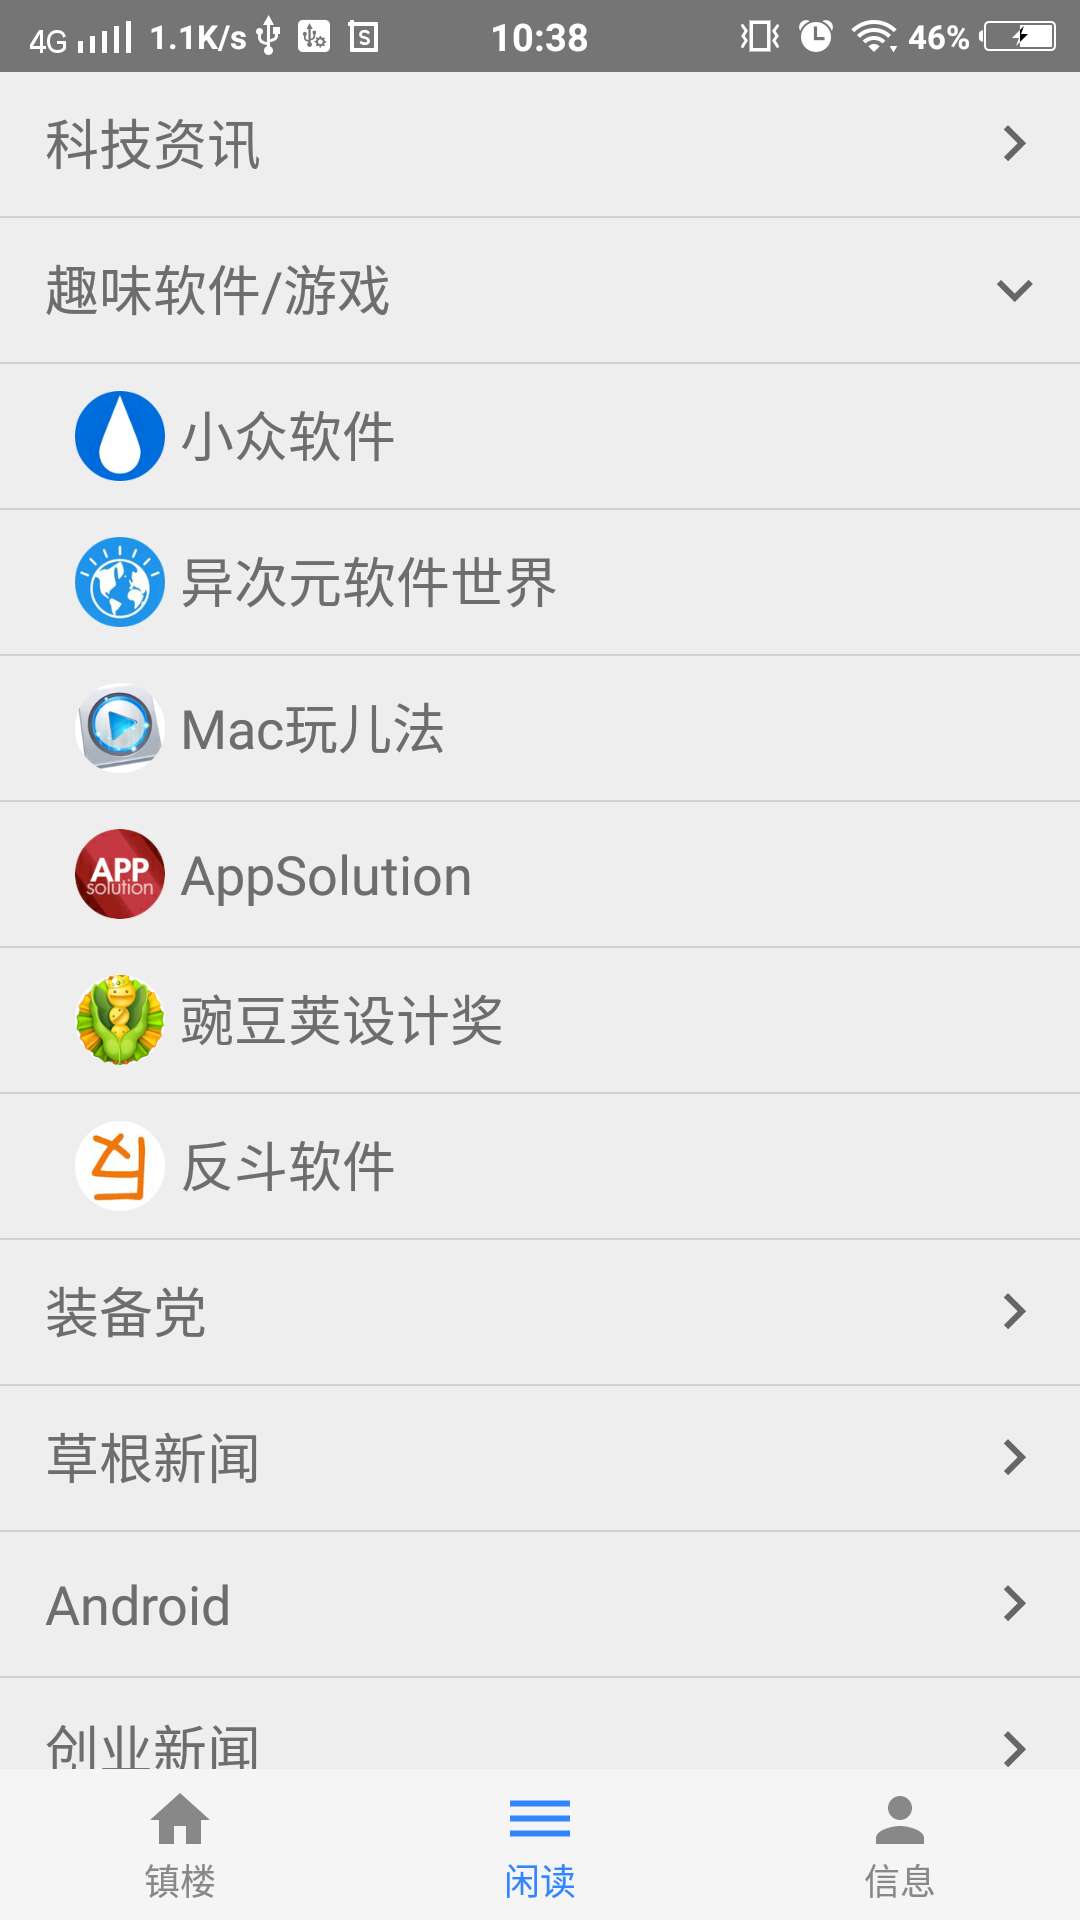 4G 1.1K/s S 10:38 46%
科技资讯
趣味软件/游戏
小众软件
异次元软件世界
Mac玩儿法
APP solution AppSolution
豌豆荚设计奖
反斗软件
装备党
草根新闻
Android
创业新闻
镇楼 闲读 信息